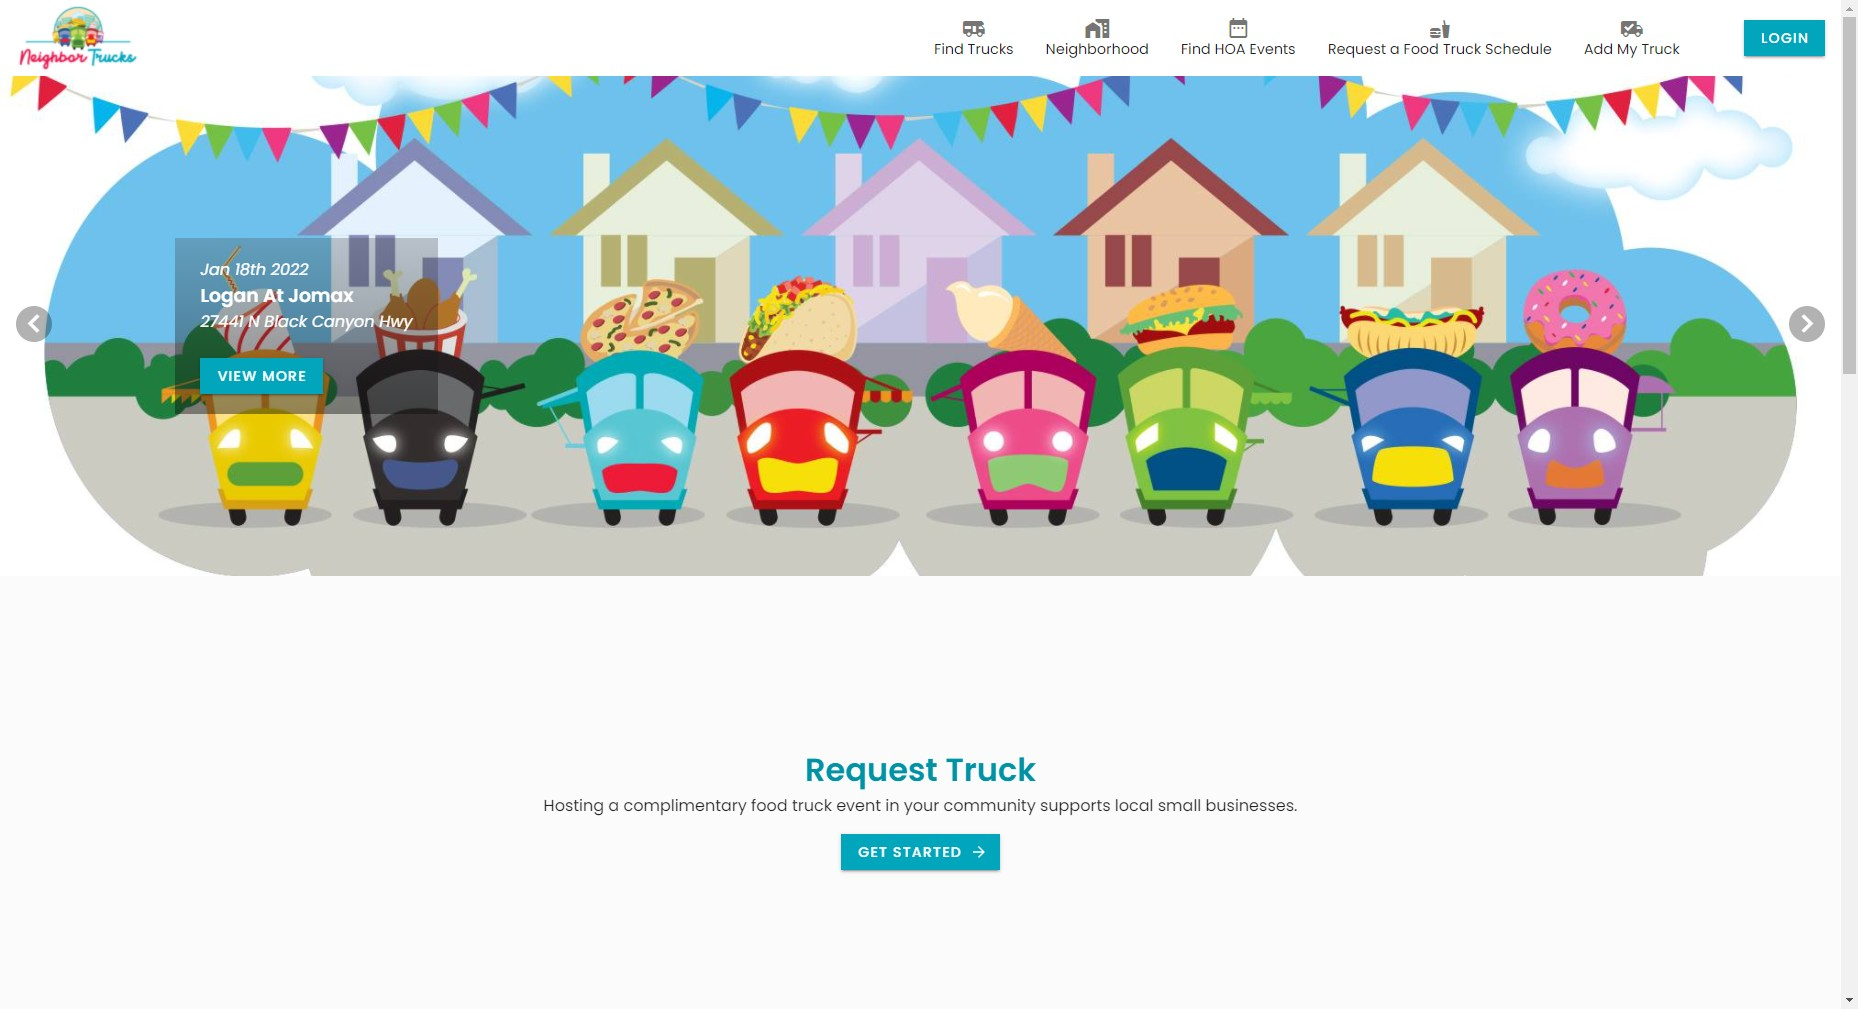 Neighbor Trucks
Find Trucks
Neighborhood
Find HOA Events
Request a Food Truck Schedule
Add My Truck
LOGIN
Jan 18th 2022
Logan At Jomax
27441 N Black Canyon Hwy
VIEW MORE
Request Truck
Hosting a complimentary food truck event in your community supports local small businesses.
GET STARTED